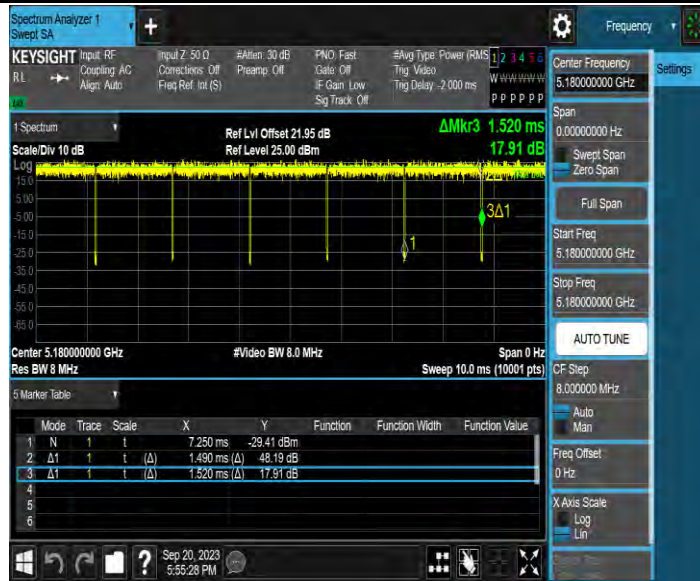 Spectrum Analyzer 1
Swept SA
+
Frequency
KEYSIGHT
RL
Input: RF
Coupling: AC
Align: Auto
Input Z: 50 Ω
Corrections: Off
Freq Ref: Int (S)
#Atten: 30 dB
Preamp: Off
PNO: Fast
Gate: Off
IF Gain: Low
Sig Track: Off
#Avg Type: Power (RMS
Trig: Video
Trig Delay: -2.000 ms
1 2 3 4 5 6
W W W W W W
P P P P P P
1 Spectrum
Scale/Div 10 dB
Ref Lvl Offset 21.95 dB
Ref Level 25.00 dBm
ΔMkr3 1.520 ms
17.91 dB
Log
15.0
5.00
-5.00
-15.0
-25.0
-35.0
-45.0
-55.0
-65.0
2Δ1
3Δ1
1
Center 5.180000000 GHz
Res BW 8 MHz
#Video BW 8.0 MHz
Span 0 Hz
Sweep 10.0 ms (10001 pts)
5 Marker Table
Mode Trace Scale X Y Function Function Width Function Value
1 N 1 t 7.250 ms -29.41 dBm
2 Δ1 1 t (Δ) 1.490 ms (Δ) 48.19 dB
3 Δ1 1 t (Δ) 1.520 ms (Δ) 17.91 dB
4
5
6
?
Sep 20, 2023
5:55:28 PM
Center Frequency
5.180000000 GHz
Span
0.00000000 Hz
Swept Span
Zero Span
Full Span
Start Freq
5.180000000 GHz
Stop Freq
5.180000000 GHz
AUTO TUNE
CF Step
8.000000 MHz
Auto
Man
Freq Offset
0 Hz
X Axis Scale
Log
Lin
Settings